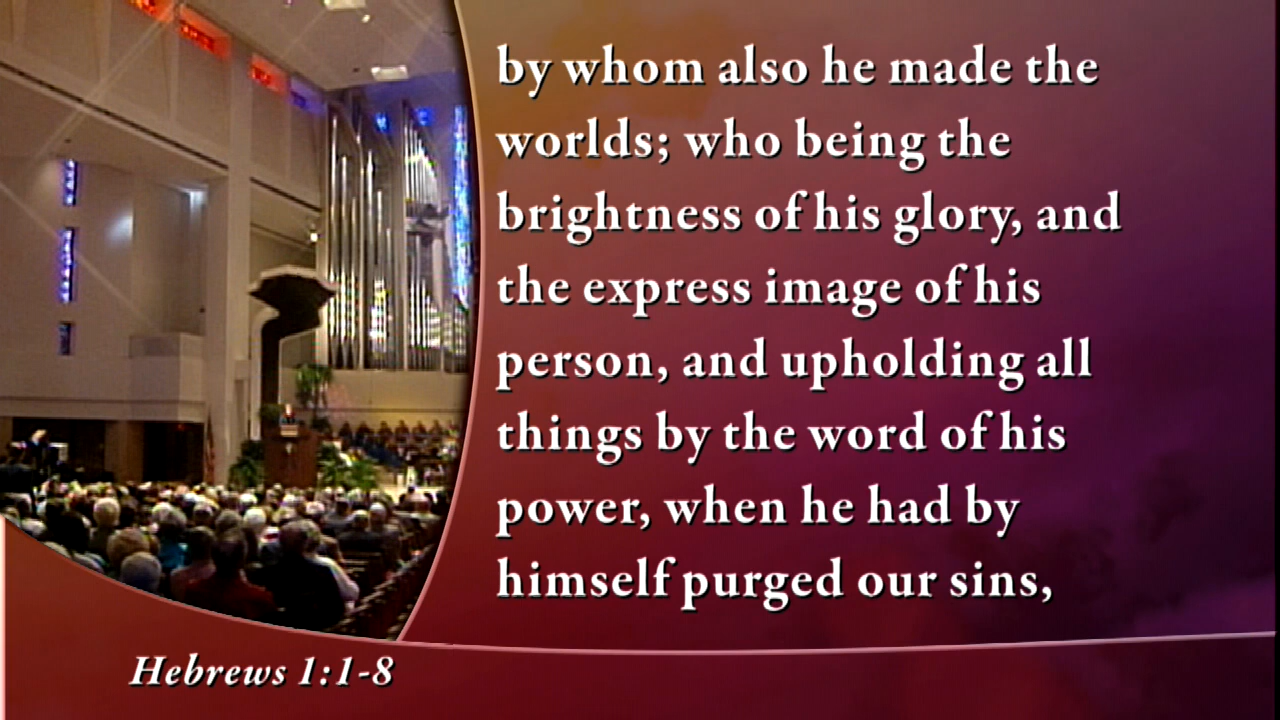 by whom also he made the
worlds; who being the
brightness of his glory, and
the express image of his
person, and upholding all
things by the word of his
power, when he had by
himself purged our sins,
Hebrews 1:1-8